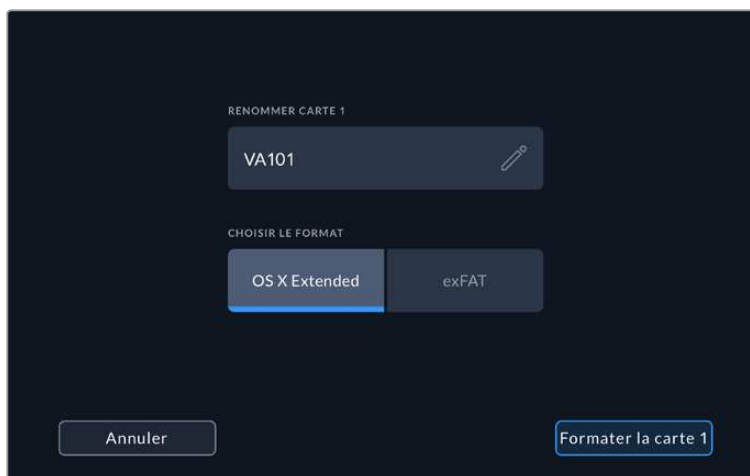 RENOMMER CARTE 1
VA101
CHOISIR LE FORMAT
OS X Extended
exFAT
Annuler
Formater la carte 1